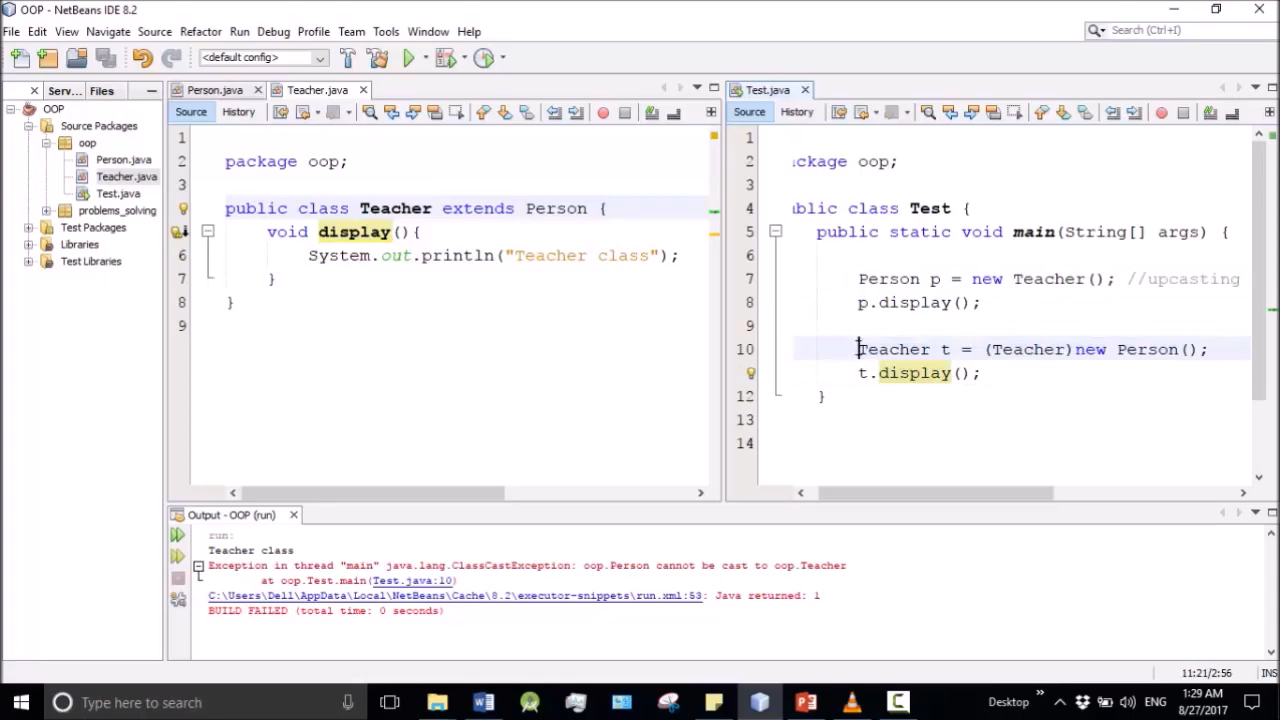 OOP - NetBeans IDE 8.2
File Edit View Navigate Source Refactor Run Debug Profile Team Tools Window Help
Search (Ctrl+I)
<default config>
Serv... Files
Person.java Teacher.java
Test.java
Source History
Source History
OOP
Source Packages
oop
Person.java
Teacher.java
Test.java
problems_solving
Test Packages
Libraries
Test Libraries
1
2 package oop;
3
public class Teacher extends Person {
void display(){
6 System.out.println("Teacher class");
7 }
8 }
9
1
2 ckage oop;
3
4 blic class Test {
5 public static void main(String[] args) {
6
7 Person p = new Teacher(); //upcasting
8 p.display();
9
10 Teacher t = (Teacher)new Person();
t.display();
12 }
13
14
Output - OOP (run)
run:
Teacher class
Exception in thread "main" java.lang.ClassCastException: oop.Person cannot be cast to oop.Teacher
at oop.Test.main(Test.java:10)
C:\Users\Dell\AppData\Local\NetBeans\Cache\8.2\executor-snippets\run.xml:53: Java returned: 1
BUILD FAILED (total time: 0 seconds)
11:21/2:56 INS
Type here to search
Desktop
ENG
1:29 AM
8/27/2017